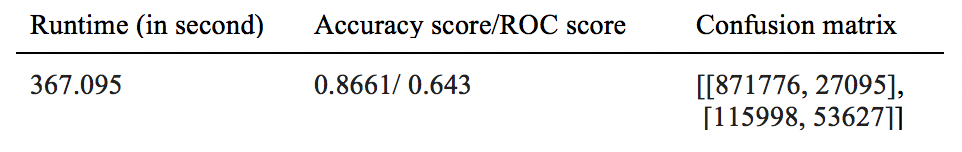 Runtime (in second) Accuracy score/ROC score Confusion matrix
367.095 0.8661/ 0.643 [[871776, 27095],
[115998, 53627]]